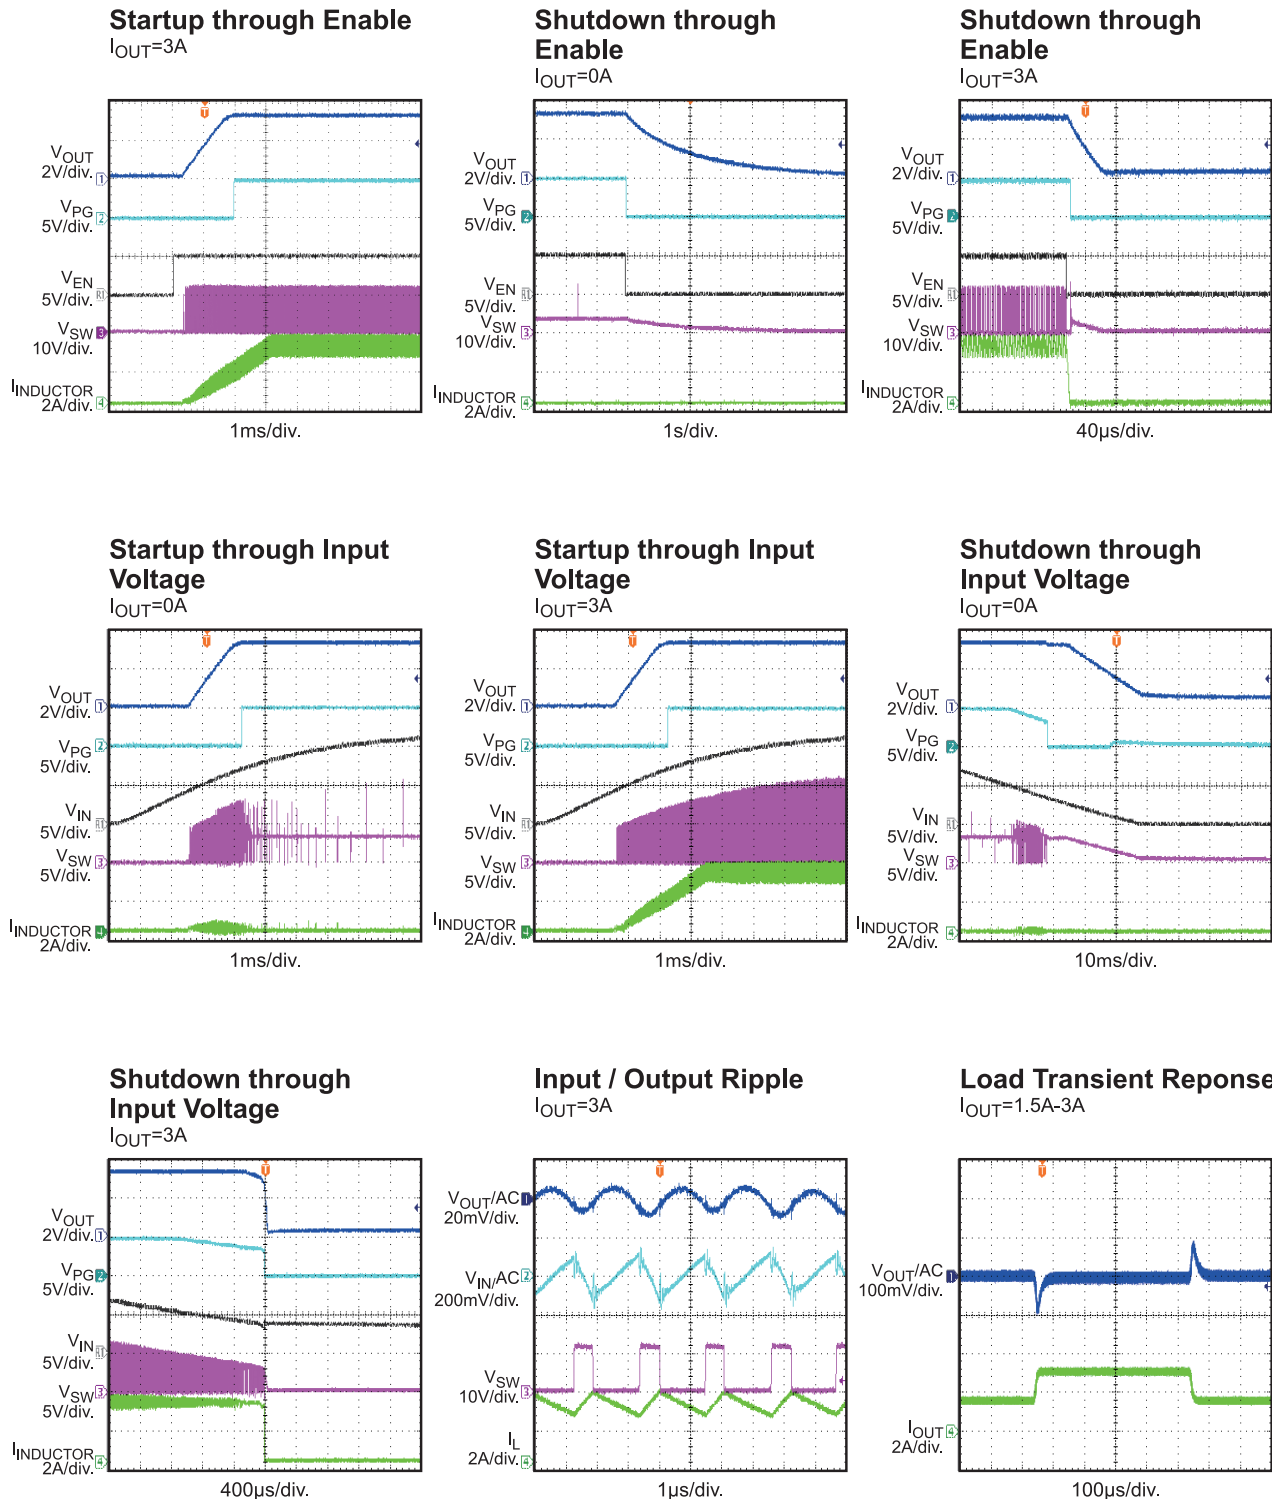 Startup through Enable
IOUT=3A
VOUT
2V/div.
VPG
5V/div.
VEN
5V/div.
VSW
10V/div.
IINDUCTOR
2A/div.
1ms/div.
Shutdown through
Enable
IOUT=0A
VOUT
2V/div.
VPG
5V/div.
VEN
5V/div.
VSW
10V/div.
IINDUCTOR
2A/div.
1s/div.
Shutdown through
Enable
IOUT=3A
VOUT
2V/div.
VPG
5V/div.
VEN
5V/div.
VSW
10V/div.
IINDUCTOR
2A/div.
40µs/div.
Startup through Input
Voltage
IOUT=0A
VOUT
2V/div.
VPG
5V/div.
VIN
5V/div.
VSW
5V/div.
IINDUCTOR
2A/div.
1ms/div.
Startup through Input
Voltage
IOUT=3A
VOUT
2V/div.
VPG
5V/div.
VIN
5V/div.
VSW
5V/div.
IINDUCTOR
2A/div.
1ms/div.
Shutdown through
Input Voltage
IOUT=0A
VOUT
2V/div.
VPG
5V/div.
VIN
5V/div.
VSW
5V/div.
IINDUCTOR
2A/div.
10ms/div.
Shutdown through
Input Voltage
IOUT=3A
VOUT
2V/div.
VPG
5V/div.
VIN
5V/div.
VSW
5V/div.
IINDUCTOR
2A/div.
400µs/div.
Input / Output Ripple
IOUT=3A
VOUT/AC
20mV/div.
VIN/AC
200mV/div.
VSW
10V/div.
IL
2A/div.
1µs/div.
Load Transient Reponse
IOUT=1.5A-3A
VOUT/AC
100mV/div.
IOUT
2A/div.
100µs/div.